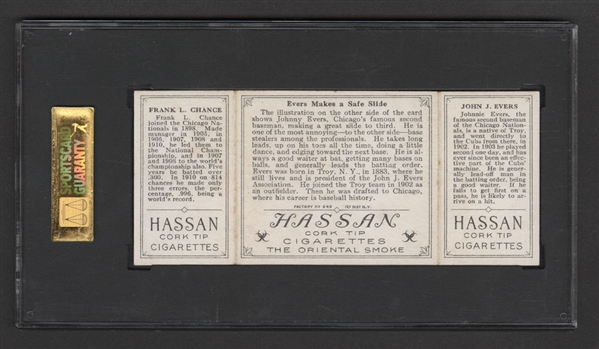 SPORTSCARD
GUARANTY
FRANK L. CHANCE
Frank L. Chance
joined the Chicago Na-
tionals in 1898. Made
manager in 1905, in
1906, 1907, 1908 and
1910, he led them to
the National Cham-
pionship, and in 1907
and 1908 to the world's
championship also. Five
years he batted over
.300. In 1910 on 814
chances he made only
three errors, the per-
centage, .996, being a
world's record.
HASSAN
CORK TIP
CIGARETTES
Evers Makes a Safe Slide
The illustration on the other side of the card
shows Johnny Evers, Chicago's famous second
baseman, making a great slide to third. He is
one of the most annoying—to the other side—base
stealers among the professionals. He takes long
leads, up on his toes all the time, doing a little
dance, and edging toward the next base. He is al-
ways a good waiter at bat, getting many bases on
balls, and generally leads the batting order.
Evers was born in Troy, N. Y., in 1883, where he
still lives and is president of the John J. Evers
Association. He joined the Troy team in 1902 as
an outfielder. Then he was drafted to Chicago,
where his career is baseball history.
HASSAN
CORK TIP
CIGARETTES
THE ORIENTAL SMOKE
JOHN J. EVERS
Johnnie Evers, the
famous second baseman
of the Chicago Nation-
als, is a native of Troy,
and went directly to
the Cubs from there, in
1902. In 1903 he played
second one day, and has
ever since been an effec-
tive part of the Cubs'
machine. He is gener-
ally lead-off man in
the batting order, being
a good waiter. If he
fails to get first on a
pass, he is likely to ar-
rive on a hit.
HASSAN
CORK TIP
CIGARETTES